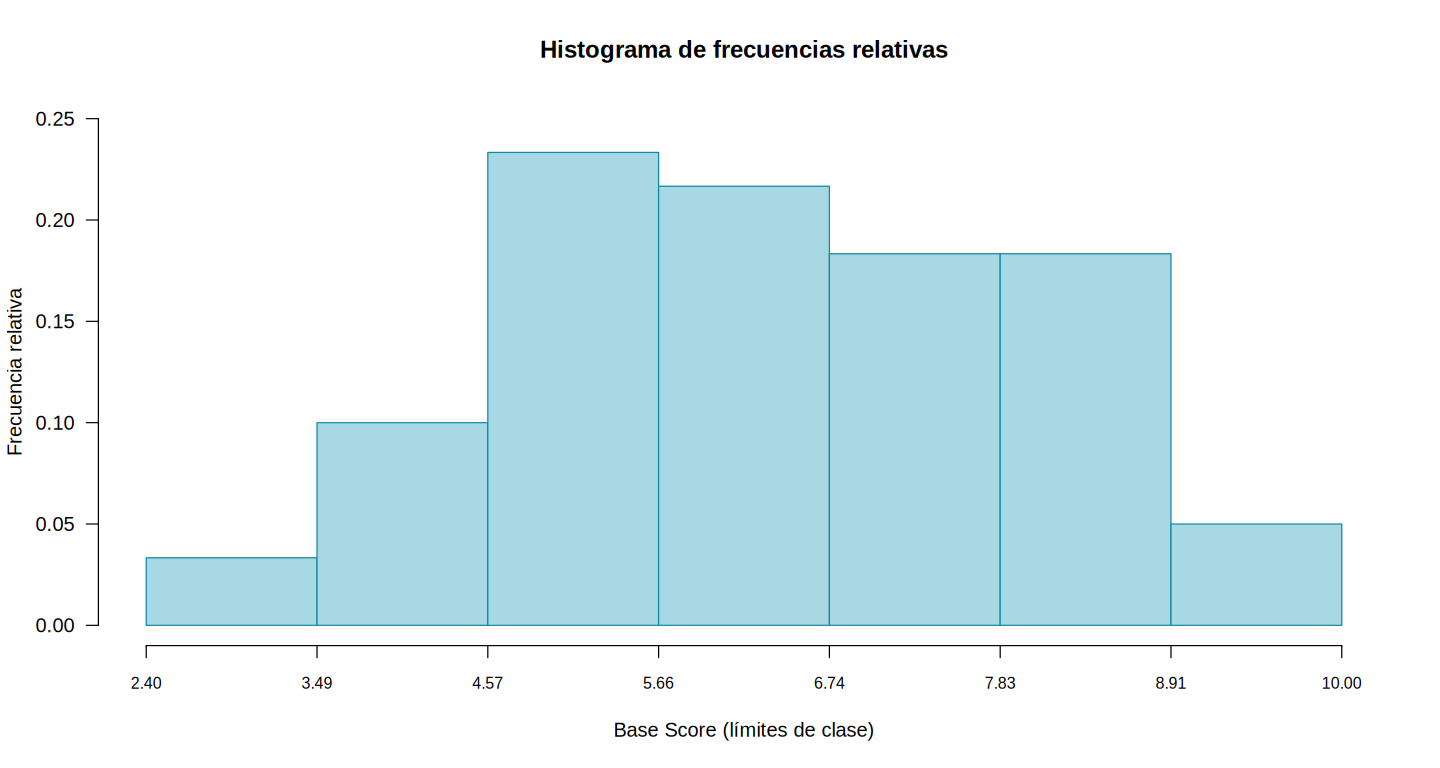 Histograma de frecuencias relativas
0.25
0.20
0.15
0.10
0.05
0.00
Frecuencia relativa
2.40 3.49 4.57 5.66 6.74 7.83 8.91 10.00
Base Score (límites de clase)